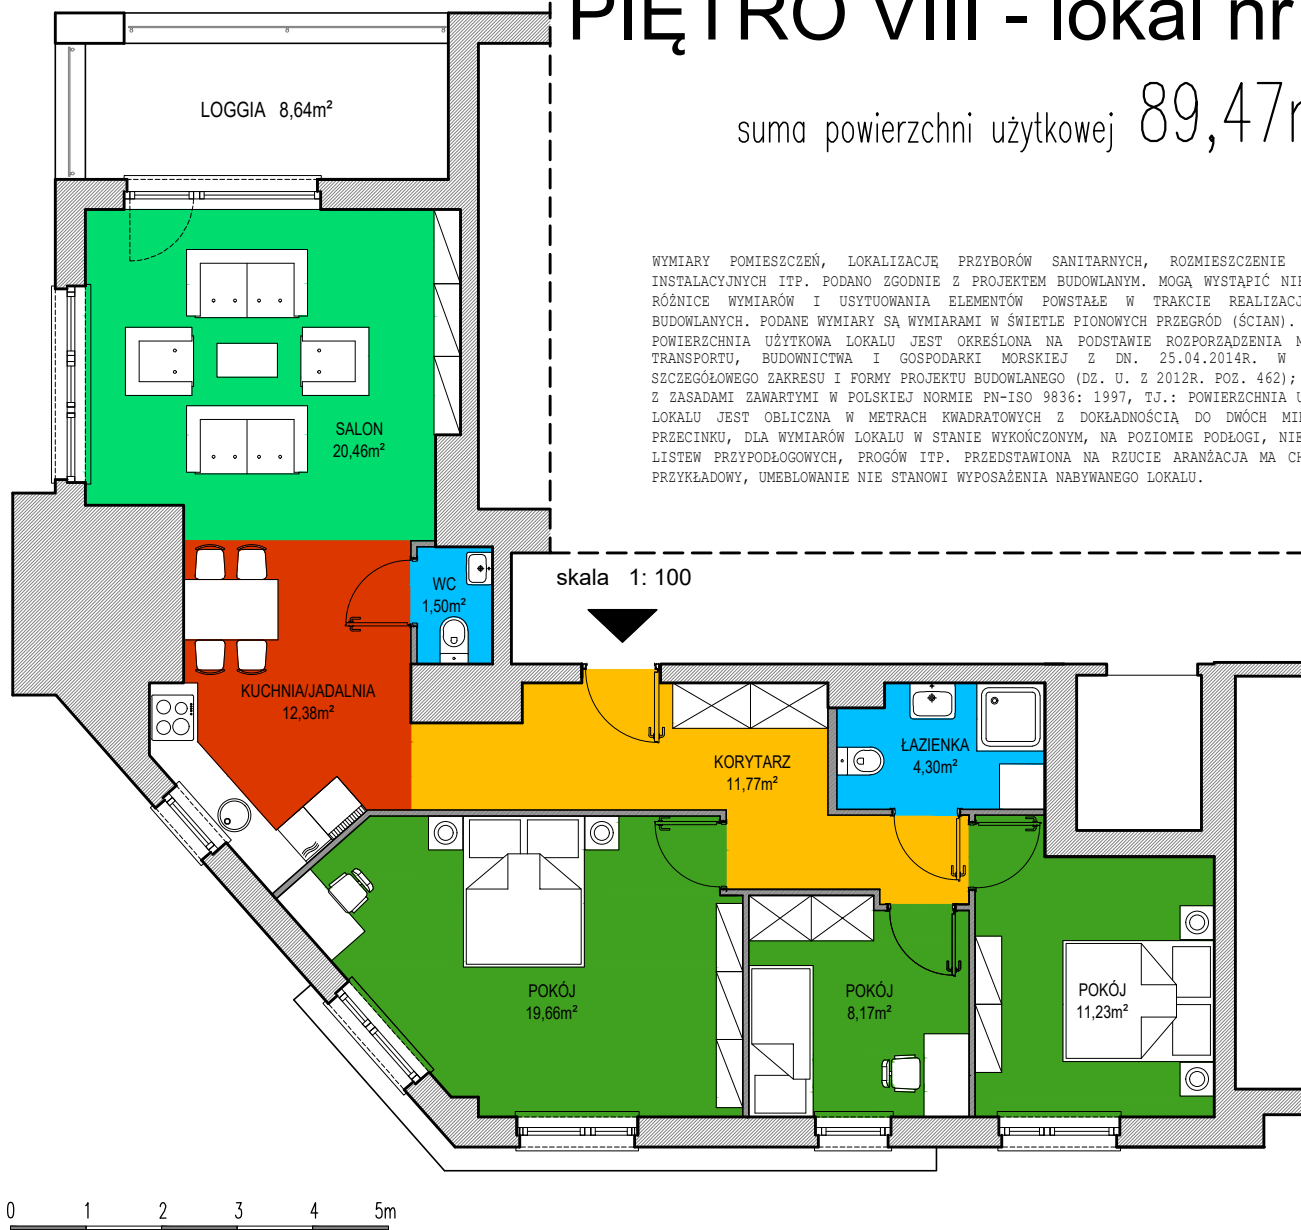 PIĘTRO VIII - lokal nr
suma powierzchni użytkowej 89,47
LOGGIA 8,64m²
WYMIARY POMIESZCZEŃ, LOKALIZACJĘ PRZYBORÓW SANITARNYCH, ROZMIESZCZENIE
INSTALACYJNYCH ITP. PODANO ZGODNIE Z PROJEKTEM BUDOWLANYM. MOGĄ WYSTĄPIĆ
RÓŻNICE WYMIARÓW I USYTUOWANIA ELEMENTÓW POWSTAŁE W TRAKCIE
BUDOWLANYCH. PODANE WYMIARY SĄ WYMIARAMI W ŚWIETLE PIONOWYCH PRZEGRÓD (ŚCIAN).
POWIERZCHNIA UŻYTKOWA LOKALU JEST OKREŚLONA NA PODSTAWIE ROZPORZĄDZENIA
TRANSPORTU, BUDOWNICTWA I GOSPODARKI MORSKIEJ Z DN. 25.04.2014R. W
SZCZEGÓŁOWEGO ZAKRESU I FORMY PROJEKTU BUDOWLANEGO (DZ. U. Z 2012R. POZ. 462);
Z ZASADAMI ZAWARTYMI W POLSKIEJ NORMIE PN-ISO 9836: 1997, TJ.: POWIERZCHNIA
LOKALU JEST OBLICZNA W METRACH KWADRATOWYCH Z DOKŁADNOŚCIĄ DO DWÓCH
PRZECINKU, DLA WYMIARÓW LOKALU W STANIE WYKOŃCZONYM, NA POZIOMIE PODŁOGI,
LISTEW PRZYPODŁOGOWYCH, PROGÓW ITP. PRZEDSTAWIONA NA RZUCIE ARANŻACJA MA
PRZYKŁADOWY, UMEBLOWANIE NIE STANOWI WYPOSAŻENIA NABYWANEGO LOKALU.
SALON
20,46m²
skala 1: 100
WC
1,50m²
KUCHNIA/JADALNIA
12,38m²
KORYTARZ
11,77m²
ŁAZIENKA
4,30m²
POKÓJ
19,66m²
POKÓJ
8,17m²
POKÓJ
11,23m²
0 1 2 3 4 5m